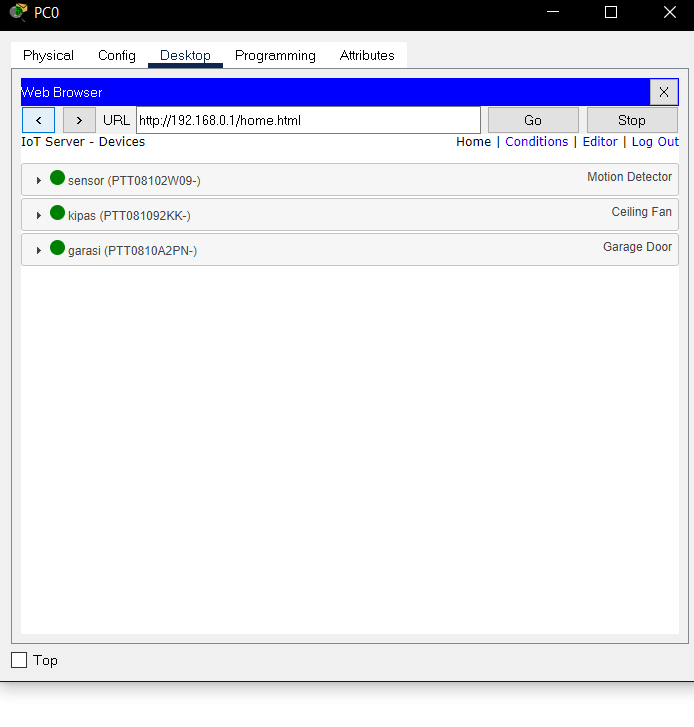 PC0
Physical Config Desktop Programming Attributes
Web Browser X
< > URL http://192.168.0.1/home.html Go Stop
IoT Server - Devices Home | Conditions | Editor | Log Out
sensor (PTT08102W09-) Motion Detector
kipas (PTT081092KK-) Ceiling Fan
garasi (PTT0810A2PN-) Garage Door
Top